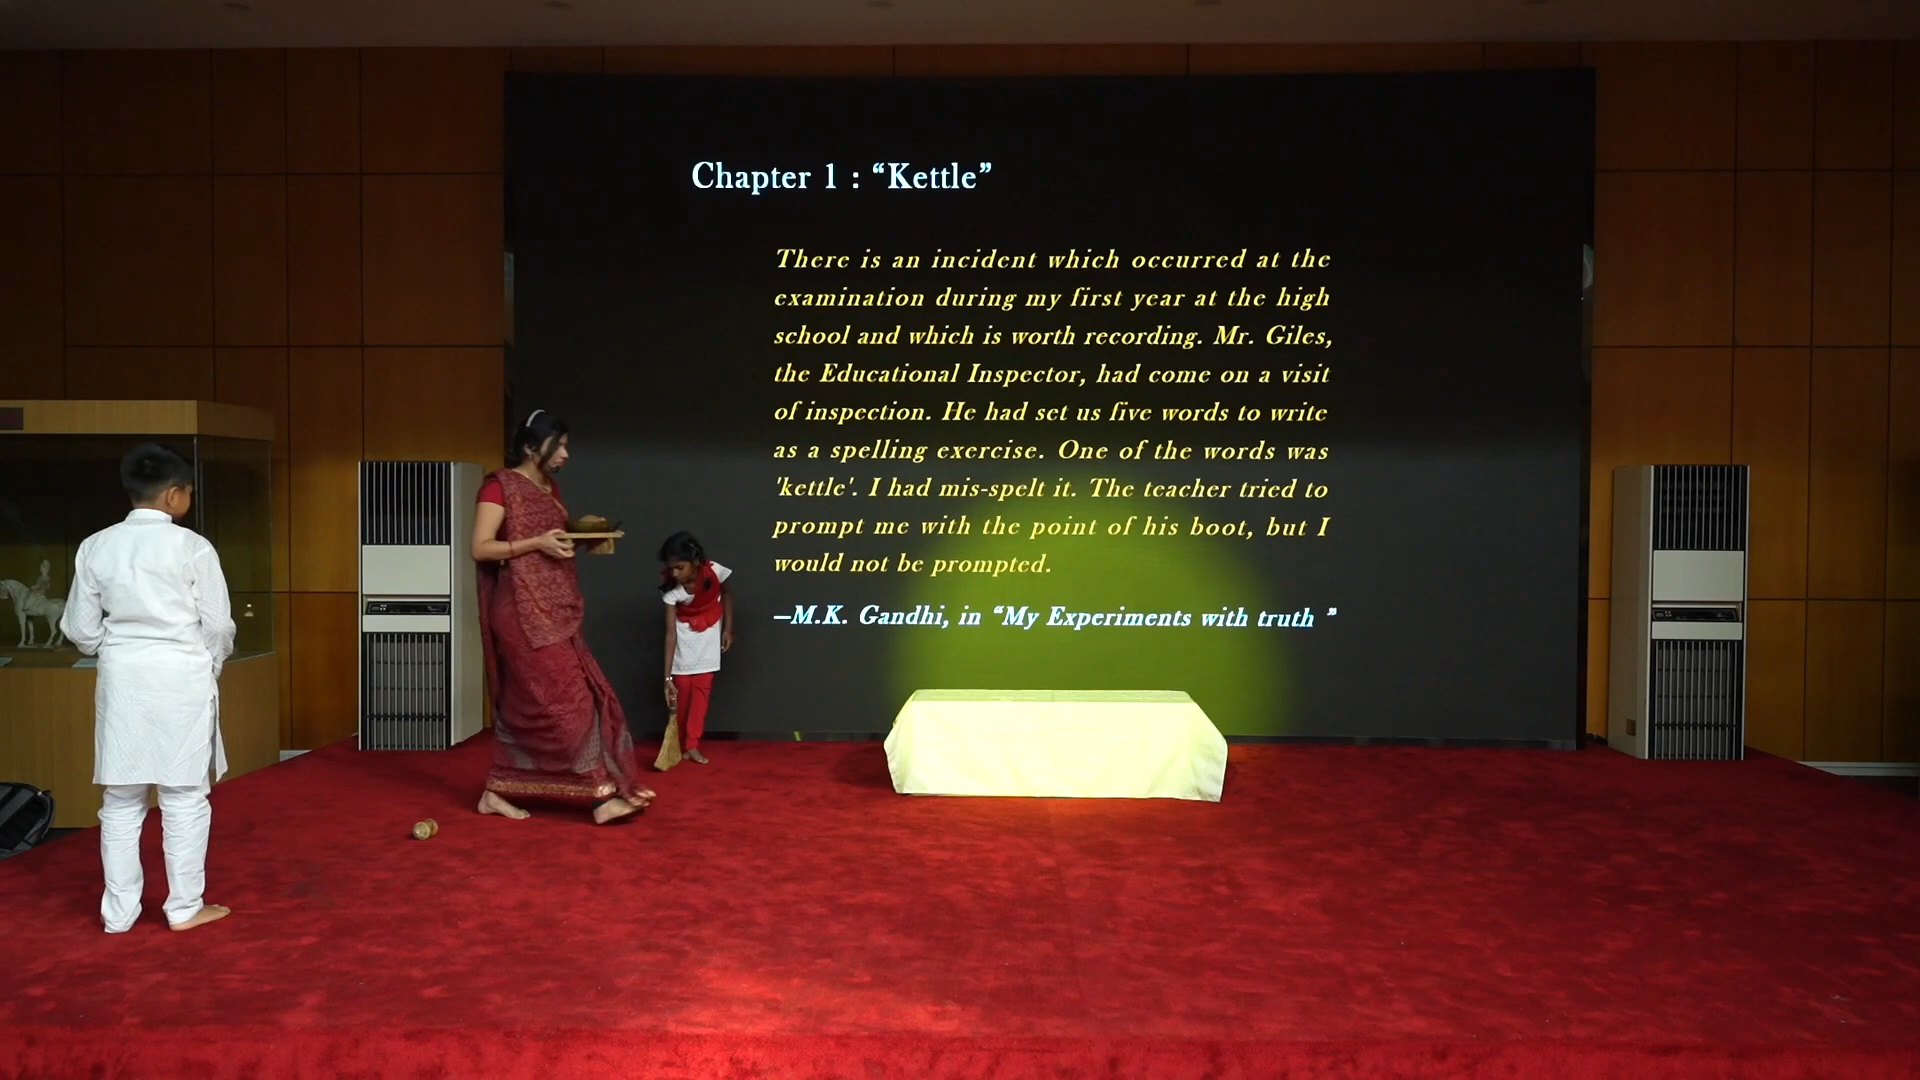 Chapter 1 : “Kettle”
There is an incident which occurred at the
examination during my first year at the high
school and which is worth recording. Mr. Giles,
the Educational Inspector, had come on a visit
of inspection. He had set us five words to write
as a spelling exercise. One of the words was
'kettle'. I had mis-spelt it. The teacher tried to
prompt me with the point of his boot, but I
would not be prompted.
—M.K. Gandhi, in “My Experiments with truth ”